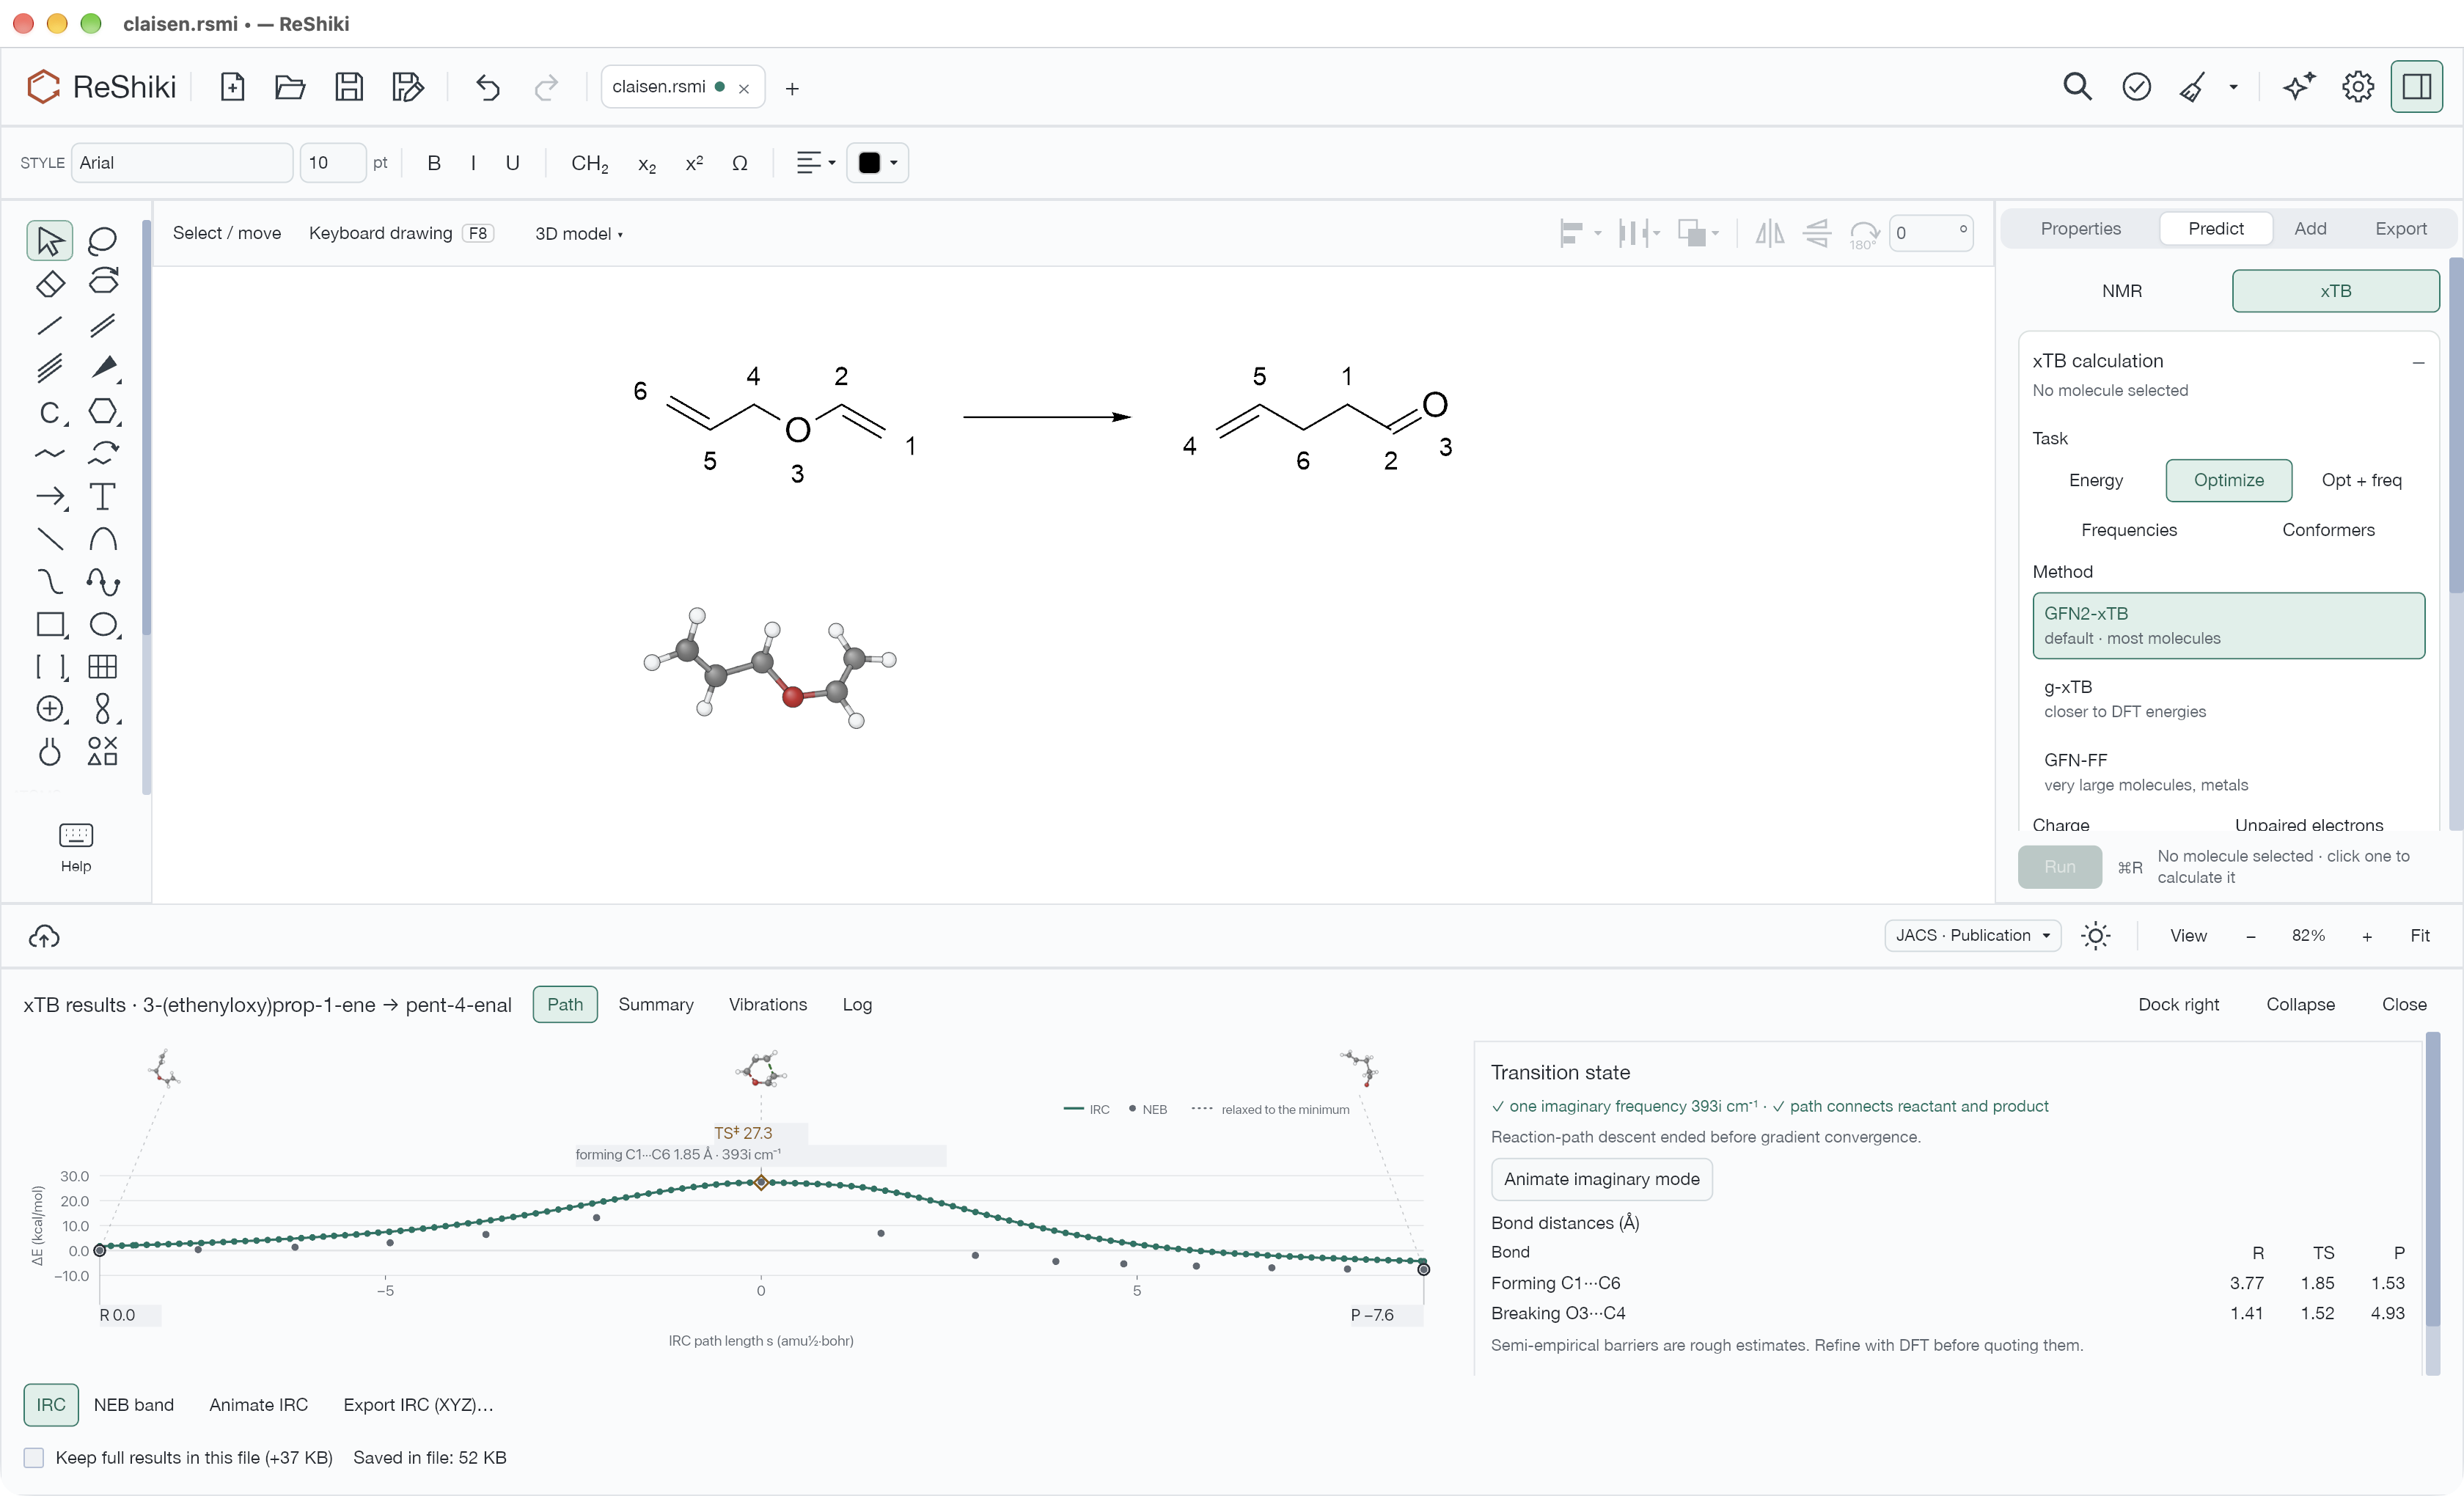 claisen.rsmi • — ReShiki
ReShiki
claisen.rsmi ● × +
STYLE Arial 10 pt B I U CH₂ x₂ x² Ω
Select / move Keyboard drawing F8 3D model ▾
180° 0 °
Properties Predict Add Export
NMR xTB
xTB calculation −
No molecule selected
Task
Energy Optimize Opt + freq
Frequencies Conformers
Method
GFN2-xTB
default · most molecules
g-xTB
closer to DFT energies
GFN-FF
very large molecules, metals
Charge Unpaired electrons
Run ⌘R No molecule selected · click one to
calculate it
C
T
Help
6 4 2
O
5 3 1
5 1
O
4 6 2 3
JACS · Publication View − 82% + Fit
xTB results · 3-(ethenyloxy)prop-1-ene → pent-4-enal Path Summary Vibrations Log Dock right Collapse Close
IRC NEB relaxed to the minimum
TS‡ 27.3
forming C1···C6 1.85 Å · 393i cm⁻¹
ΔE (kcal/mol)
30.0
20.0
10.0
0.0
−10.0
−5 0 5
R 0.0 P −7.6
IRC path length s (amu½·bohr)
Transition state
✓ one imaginary frequency 393i cm⁻¹ · ✓ path connects reactant and product
Reaction-path descent ended before gradient convergence.
Animate imaginary mode
Bond distances (Å)
Bond R TS P
Forming C1···C6 3.77 1.85 1.53
Breaking O3···C4 1.41 1.52 4.93
Semi-empirical barriers are rough estimates. Refine with DFT before quoting them.
IRC NEB band Animate IRC Export IRC (XYZ)…
Keep full results in this file (+37 KB) Saved in file: 52 KB